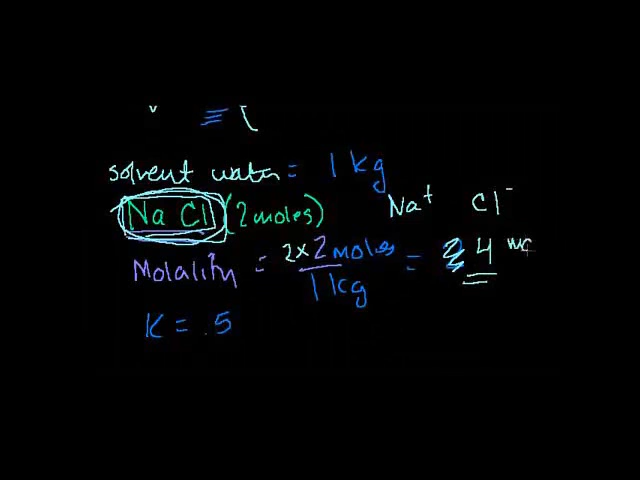 solvent water = 1 kg
Na Cl (2 moles) Na+ Cl-
Molality = 2 x 2 moles / 1 kg = 4
K = .5